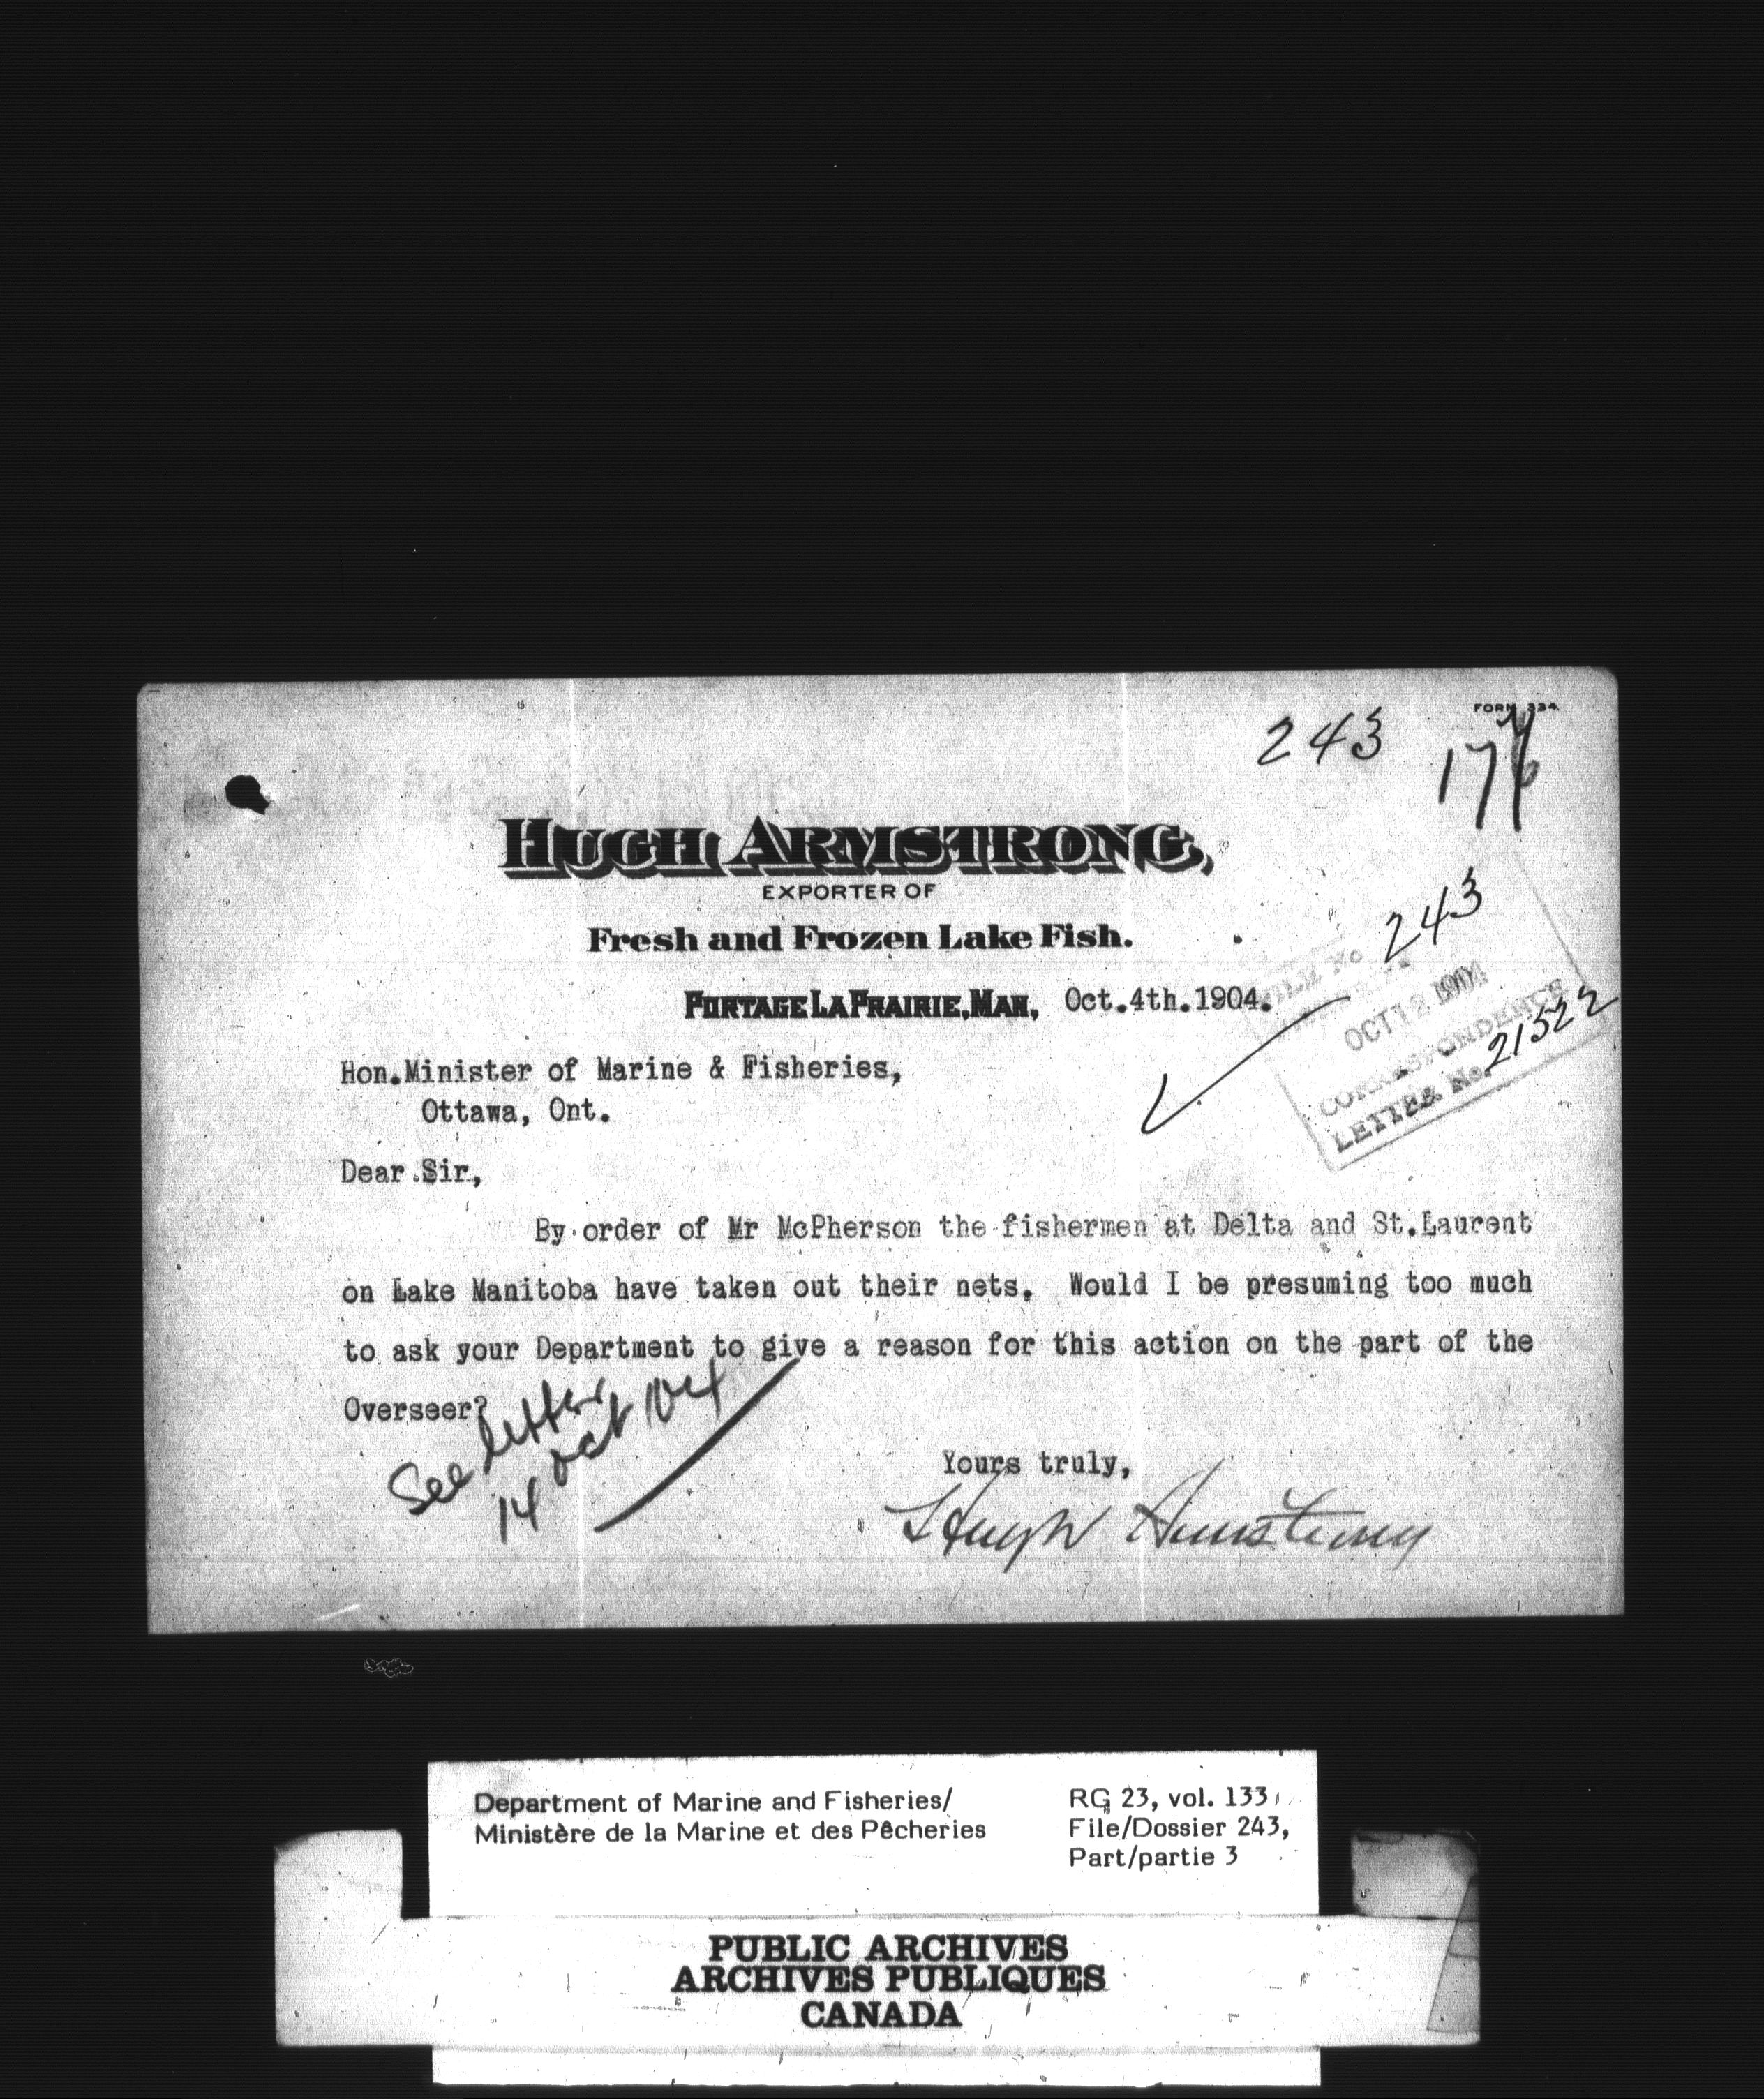 FORM 334
243
HUGH ARMSTRONG,
EXPORTER OF
Fresh and Frozen Lake Fish.
PORTAGE LA PRAIRIE, MAN, Oct.4th.1904.
FILE No 243
OCT 12 1904
CORRESPONDENCE
LETTER No. 21522
Hon.Minister of Marine & Fisheries,
Ottawa, Ont.
Dear Sir,
By order of Mr McPherson the fishermen at Delta and St.Laurent
on Lake Manitoba have taken out their nets. Would I be presuming too much
to ask your Department to give a reason for this action on the part of the
Overseer?
See letter
14 Oct 104
Yours truly,
Hugh Armstrong
Department of Marine and Fisheries/
Ministère de la Marine et des Pêcheries
RG 23, vol. 133,
File/Dossier 243,
Part/partie 3
PUBLIC ARCHIVES
ARCHIVES PUBLIQUES
CANADA